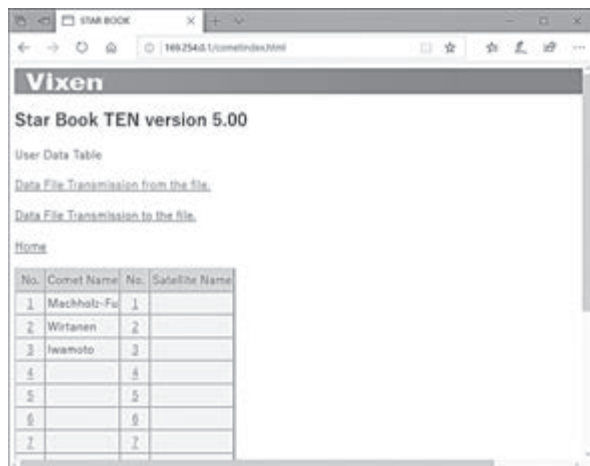 STAR BOOK
169.254.0.1/cometindex.html
Vixen
Star Book TEN version 5.00
User Data Table
Data File Transmission from the file.
Data File Transmission to the file.
Home
No. Comet Name No. Satellite Name
1 Machholz-Fu 1
2 Wirtanen 2
3 Iwamoto 3
4 4
5 5
6 6
7 7